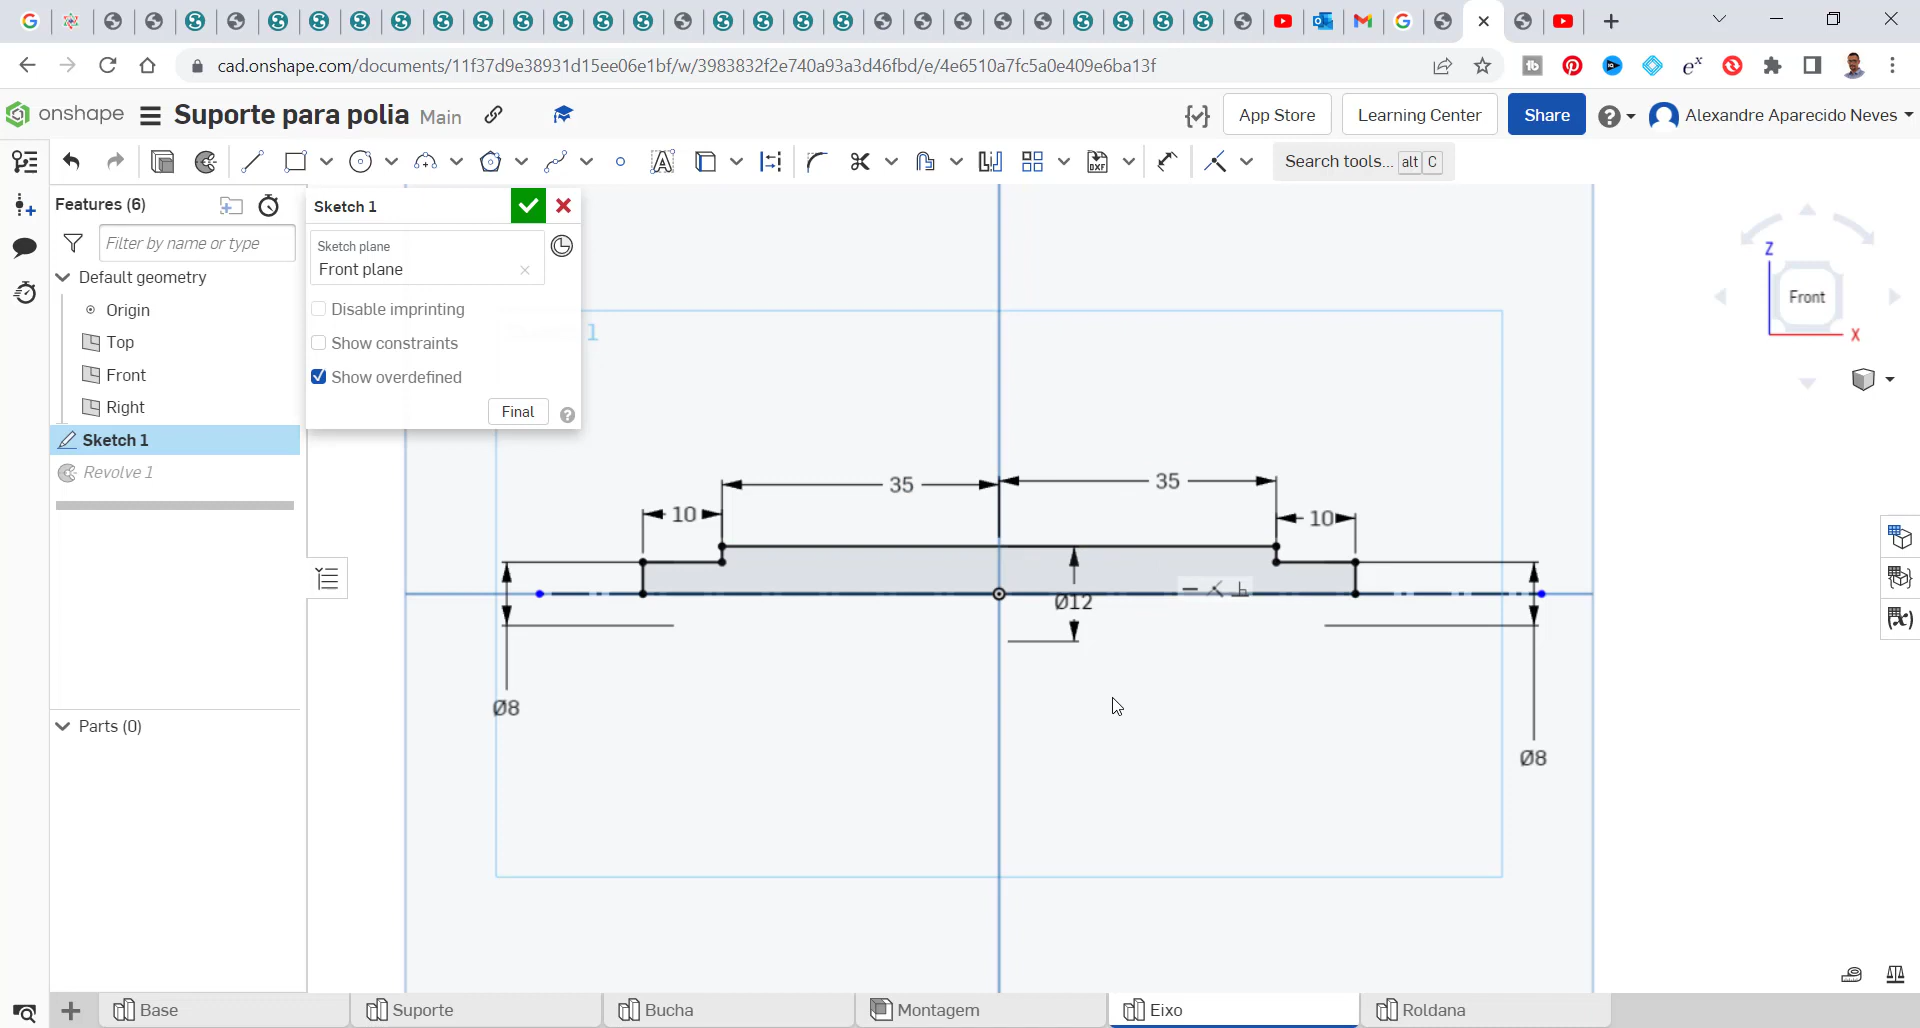 cad.onshape.com/documents/11f37d9e38931d15ee06e1bf/w/3983832f2e740a93a3d46fbd/e/4e6510a7fc5a0e409e6ba13f
onshape Suporte para polia Main App Store Learning Center Share Alexandre Aparecido Neves
Search tools... alt C
Features (6)
Filter by name or type
Default geometry
Origin
Top
Front
Right
Sketch 1
Revolve 1
Parts (0)
Sketch 1
Sketch plane
Front plane
Disable imprinting
Show constraints
Show overdefined
Final
Z
Front
X
35
35
10
10
Ø12
Ø8
Ø8
Base Suporte Bucha Montagem Eixo Roldana